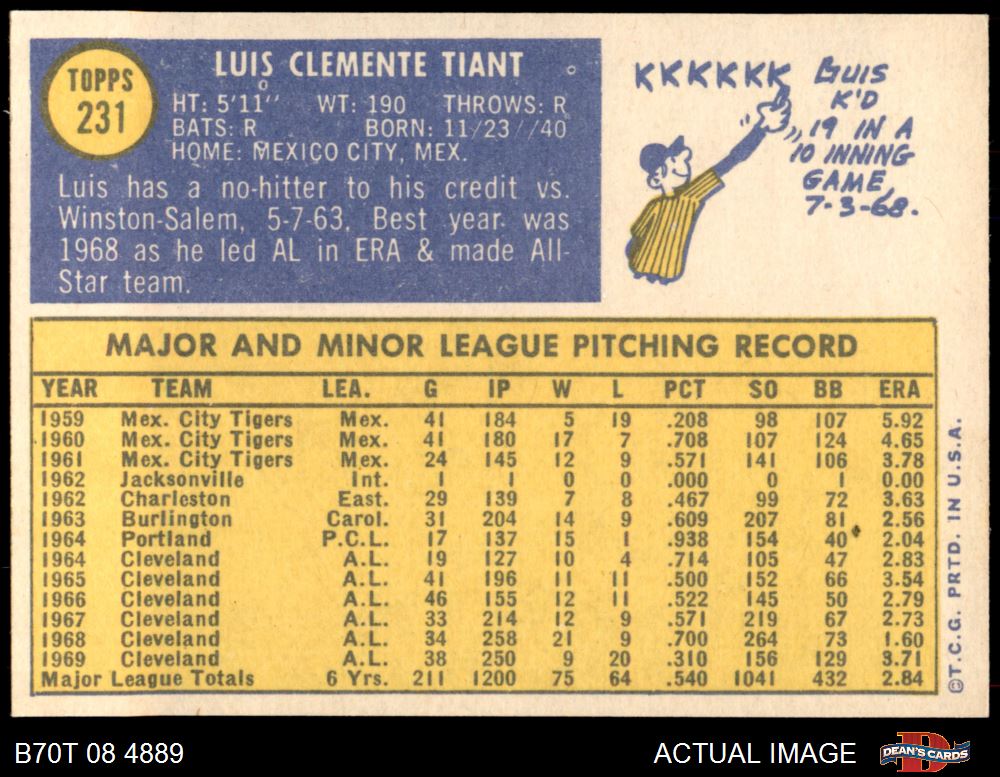 TOPPS
231
LUIS CLEMENTE TIANT
HT: 5'11" WT: 190 THROWS: R
BATS: R BORN: 11/23//40
HOME: MEXICO CITY, MEX.
Luis has a no-hitter to his credit vs.
Winston-Salem, 5-7-63. Best year was
1968 as he led AL in ERA & made All-
Star team.
KKKKKK
LUIS
K'D
19 IN A
10 INNING
GAME,
7-3-68.
MAJOR AND MINOR LEAGUE PITCHING RECORD
YEAR TEAM LEA. G IP W L PCT SO BB ERA
1959 Mex. City Tigers Mex. 41 184 5 19 .208 98 107 5.92
1960 Mex. City Tigers Mex. 41 180 17 7 .708 107 124 4.65
1961 Mex. City Tigers Mex. 24 145 12 9 .571 141 106 3.78
1962 Jacksonville Int. 1 1 0 0 .000 0 1 0.00
1962 Charleston East. 29 139 7 8 .467 99 72 3.63
1963 Burlington Carol. 31 204 14 9 .609 207 81 2.56
1964 Portland P.C.L. 17 137 15 1 .938 154 40 2.04
1964 Cleveland A.L. 19 127 10 4 .714 105 47 2.83
1965 Cleveland A.L. 41 196 11 11 .500 152 66 3.54
1966 Cleveland A.L. 46 155 12 11 .522 145 50 2.79
1967 Cleveland A.L. 33 214 12 9 .571 219 67 2.73
1968 Cleveland A.L. 34 258 21 9 .700 264 73 1.60
1969 Cleveland A.L. 38 250 9 20 .310 156 129 3.71
Major League Totals 6 Yrs. 211 1200 75 64 .540 1041 432 2.84
©T.C.G. PRTD. IN U.S.A.
B70T 08 4889
ACTUAL IMAGE
DEAN'S CARDS